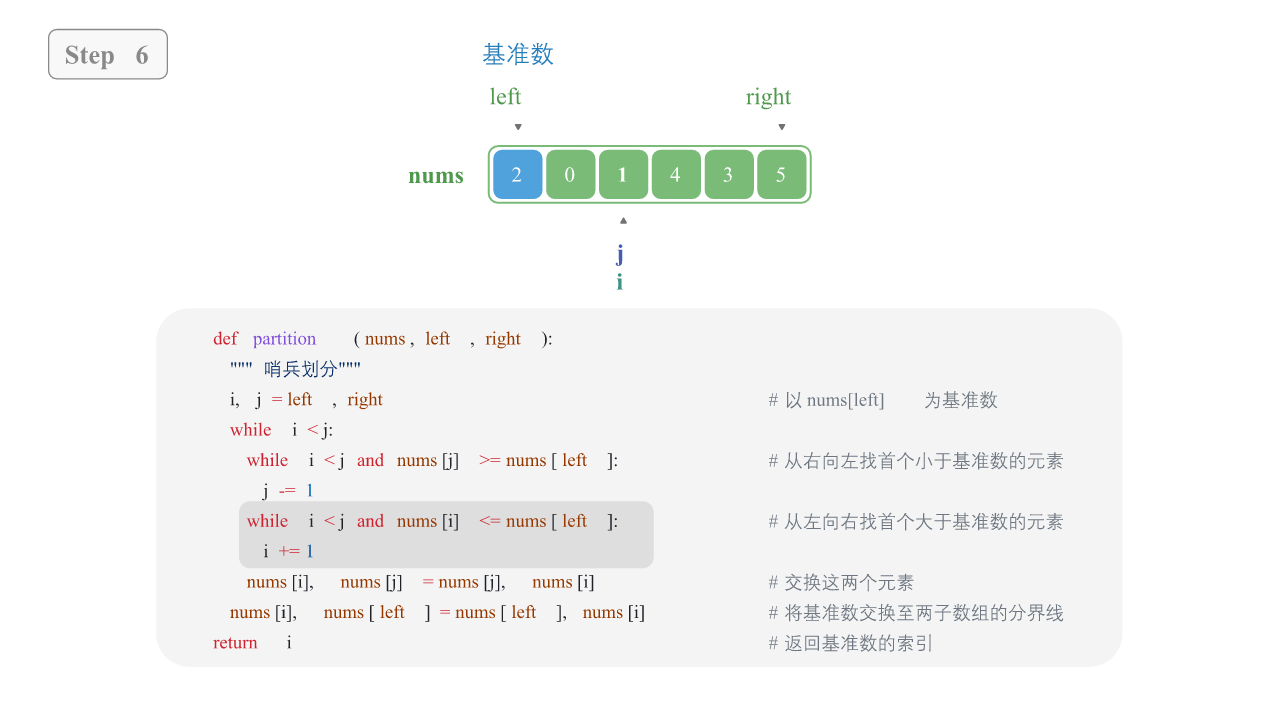 Step 6
基准数
left right
nums 2 0 1 4 3 5
j
i
def partition ( nums , left , right ):
""" 哨兵划分"""
i, j = left , right # 以 nums[left] 为基准数
while i < j:
while i < j and nums [j] >= nums [ left ]: # 从右向左找首个小于基准数的元素
j -= 1
while i < j and nums [i] <= nums [ left ]: # 从左向右找首个大于基准数的元素
i += 1
nums [i], nums [j] = nums [j], nums [i] # 交换这两个元素
nums [i], nums [ left ] = nums [ left ], nums [i] # 将基准数交换至两子数组的分界线
return i # 返回基准数的索引